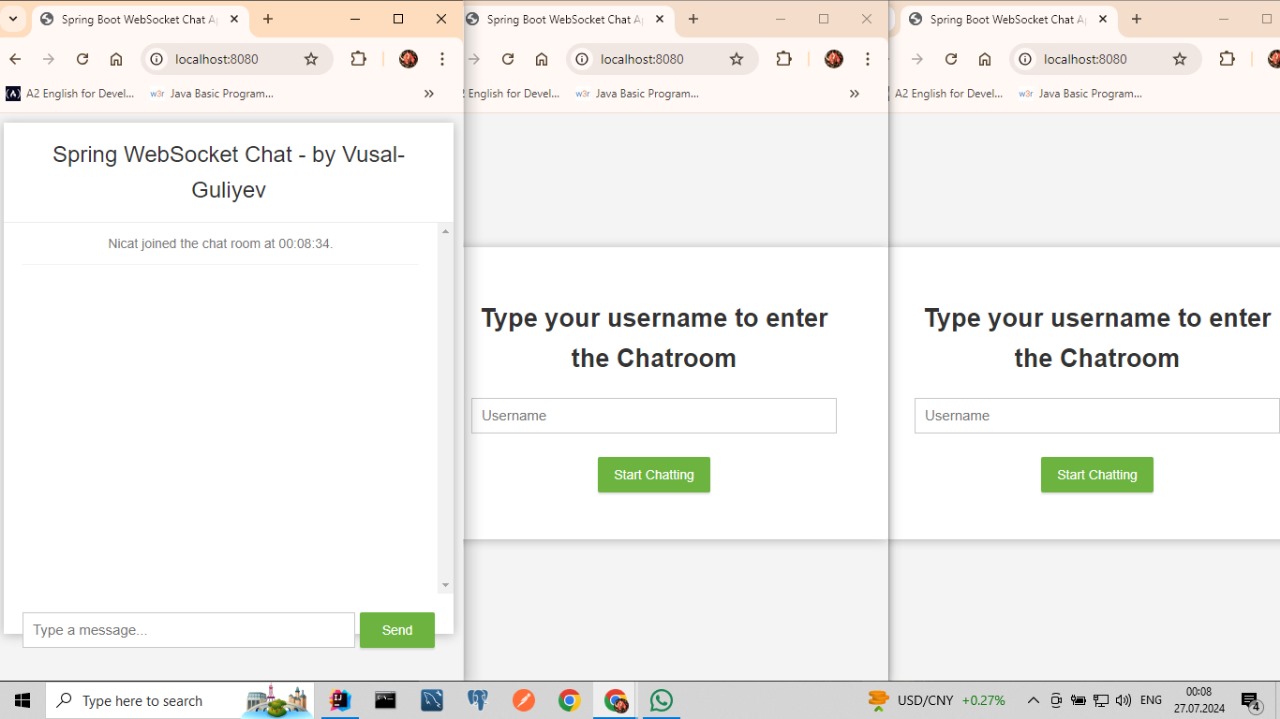 Spring Boot WebSocket Chat Ap
localhost:8080
A2 English for Devel...
w3r
Java Basic Program...
Spring WebSocket Chat - by Vusal-
Guliyev
Nicat joined the chat room at 00:08:34.
Type a message...
Send
Spring Boot WebSocket Chat Ap
localhost:8080
English for Devel...
w3r
Java Basic Program...
Type your username to enter
the Chatroom
Username
Start Chatting
Spring Boot WebSocket Chat Ap
localhost:8080
A2 English for Devel...
w3r
Java Basic Program...
Type your username to enter
the Chatroom
Username
Start Chatting
Type here to search
USD/CNY +0.27%
ENG
00:08
27.07.2024
4